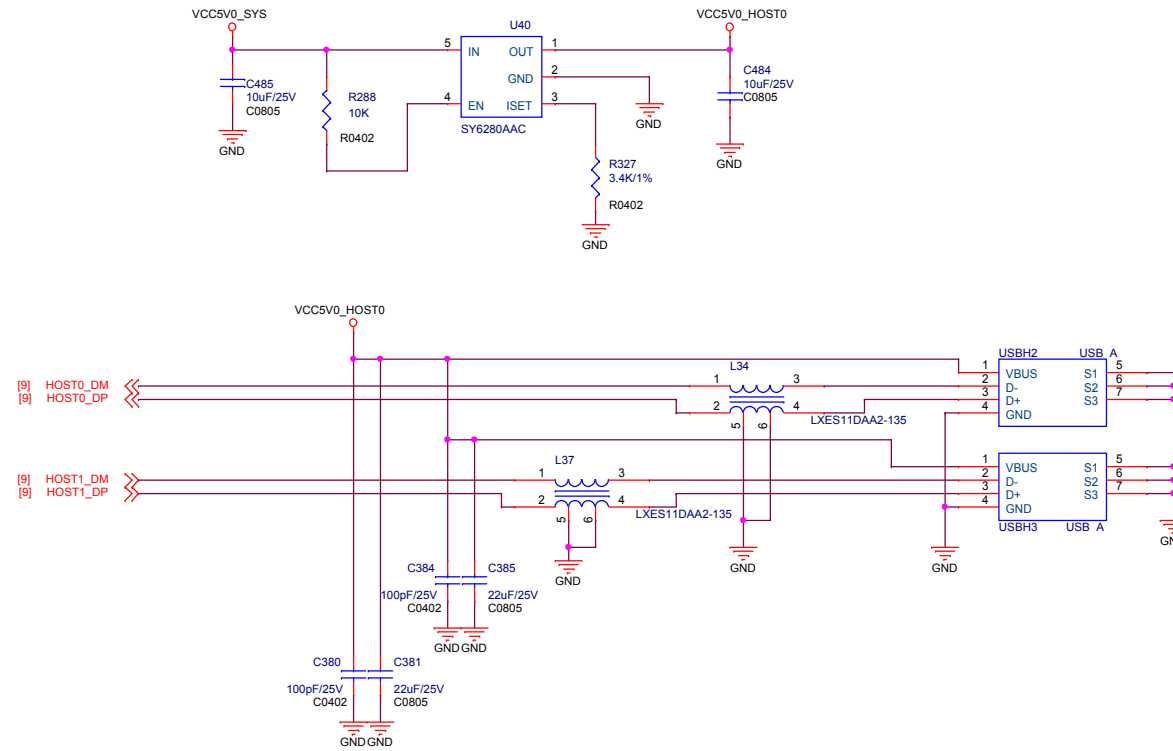 VCC5V0_SYS
VCC5V0_HOST0
U40
5 IN OUT 1
GND 2
4 EN ISET 3
SY6280AAC
C485
10uF/25V
C0805
GND
R288
10K
R0402
GND
C484
10uF/25V
C0805
GND
R327
3.4K/1%
R0402
GND
VCC5V0_HOST0
[9] HOST0_DM
[9] HOST0_DP
L34
1 3
2 4
5 6
LXES11DAA2-135
USBH2 USB_A
1 VBUS S1 5
2 D- S2 6
3 D+ S3 7
4 GND
[9] HOST1_DM
[9] HOST1_DP
L37
1 3
2 4
5 6
LXES11DAA2-135
1 VBUS S1 5
2 D- S2 6
3 D+ S3 7
4 GND
USBH3 USB_A
GND
GND
GND
C384
100pF/25V
C0402
C385
22uF/25V
C0805
GND GND
C380
100pF/25V
C0402
C381
22uF/25V
C0805
GND GND